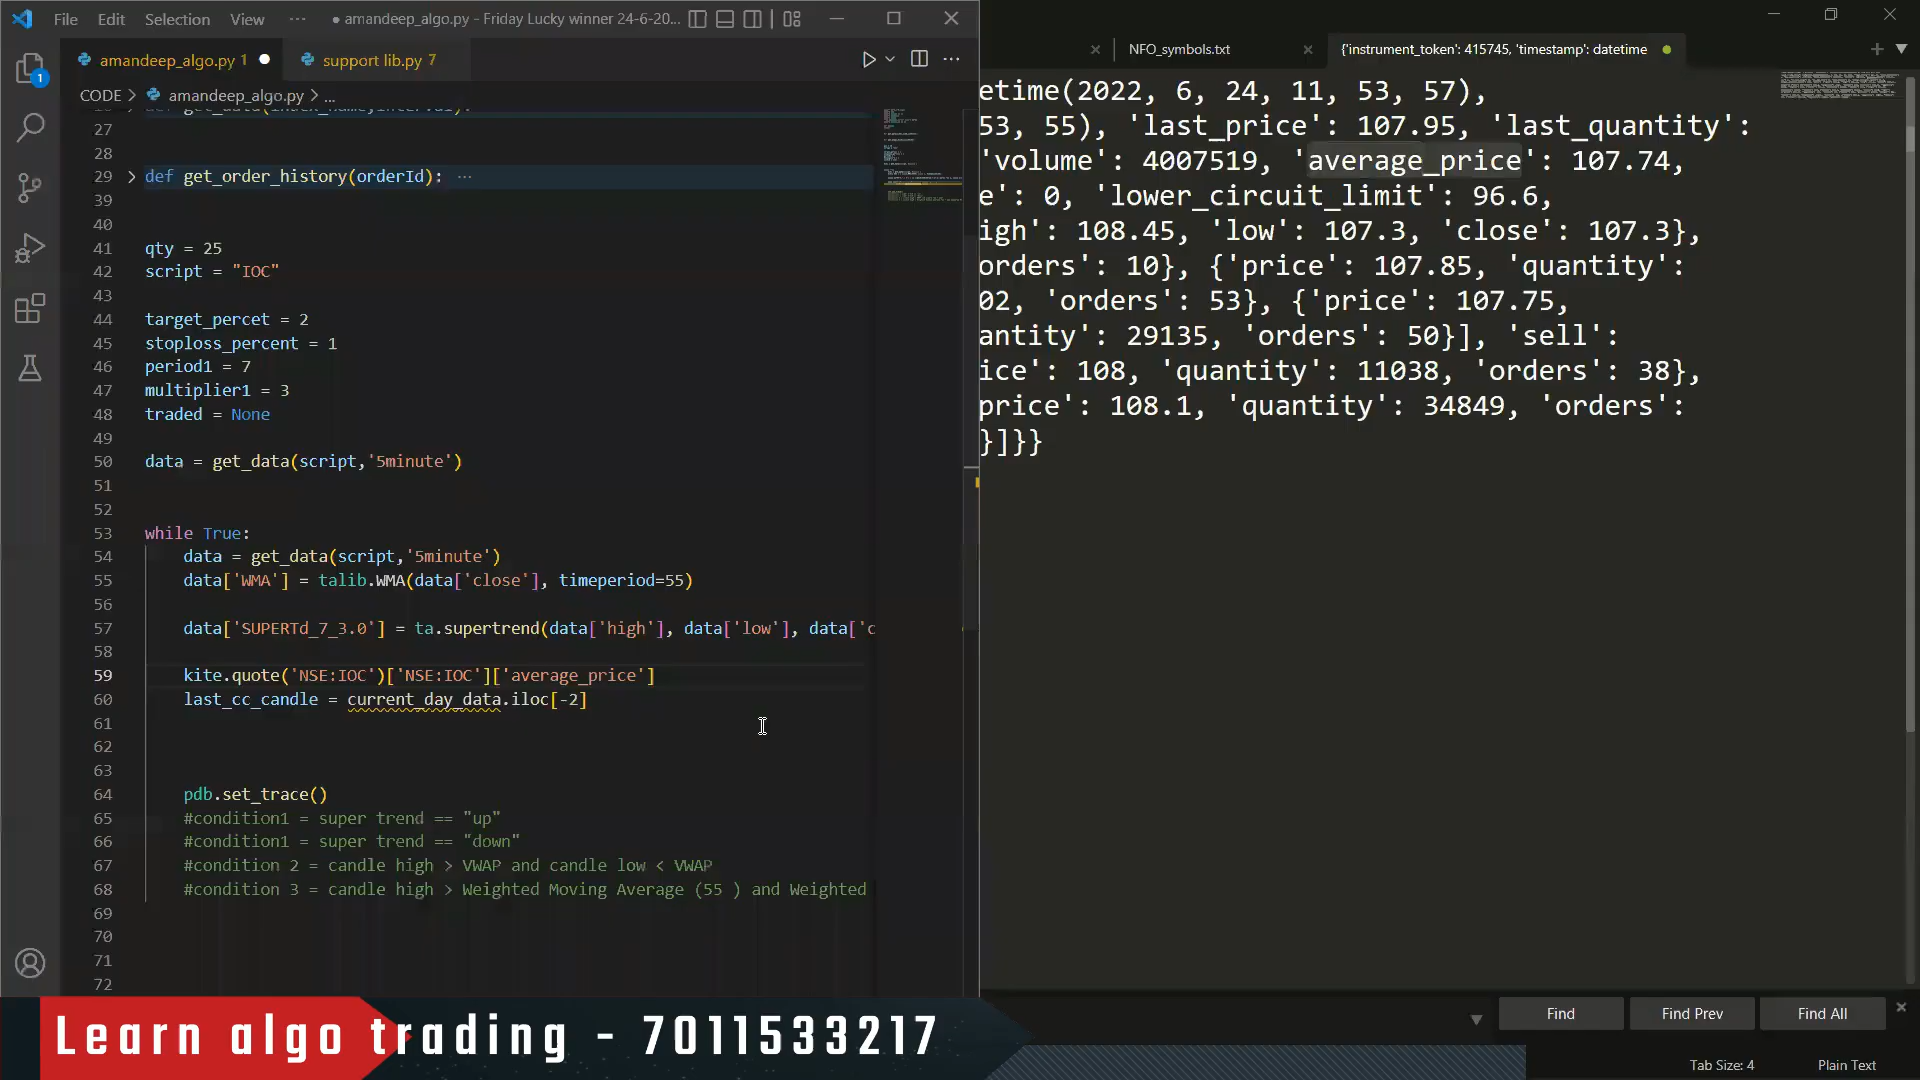 File Edit Selection View ··· ● amandeep_algo.py - Friday Lucky winner 24-6-20...
amandeep_algo.py 1 ●
support lib.py 7
CODE > amandeep_algo.py > ...
27
28
29 def get_order_history(orderId): ···
39
40
41 qty = 25
42 script = "IOC"
43
44 target_percet = 2
45 stoploss_percent = 1
46 period1 = 7
47 multiplier1 = 3
48 traded = None
49
50 data = get_data(script,'5minute')
51
52
53 while True:
54 data = get_data(script,'5minute')
55 data['WMA'] = talib.WMA(data['close'], timeperiod=55)
56
57 data['SUPERTd_7_3.0'] = ta.supertrend(data['high'], data['low'], data['c
58
59 kite.quote('NSE:IOC')['NSE:IOC']['average_price']
60 last_cc_candle = current_day_data.iloc[-2]
61
62
63
64 pdb.set_trace()
65 #condition1 = super trend == "up"
66 #condition1 = super trend == "down"
67 #condition 2 = candle high > VWAP and candle low < VWAP
68 #condition 3 = candle high > Weighted Moving Average (55 ) and Weighted
69
70
71
72
1
NFO_symbols.txt
{'instrument_token': 415745, 'timestamp': datetime
etime(2022, 6, 24, 11, 53, 57),
53, 55), 'last_price': 107.95, 'last_quantity':
'volume': 4007519, 'average_price': 107.74,
e': 0, 'lower_circuit_limit': 96.6,
igh': 108.45, 'low': 107.3, 'close': 107.3},
orders': 10}, {'price': 107.85, 'quantity':
02, 'orders': 53}, {'price': 107.75,
antity': 29135, 'orders': 50}], 'sell':
ice': 108, 'quantity': 11038, 'orders': 38},
price': 108.1, 'quantity': 34849, 'orders':
}]}}
Find Find Prev Find All
Tab Size: 4 Plain Text
Learn algo trading - 7011533217